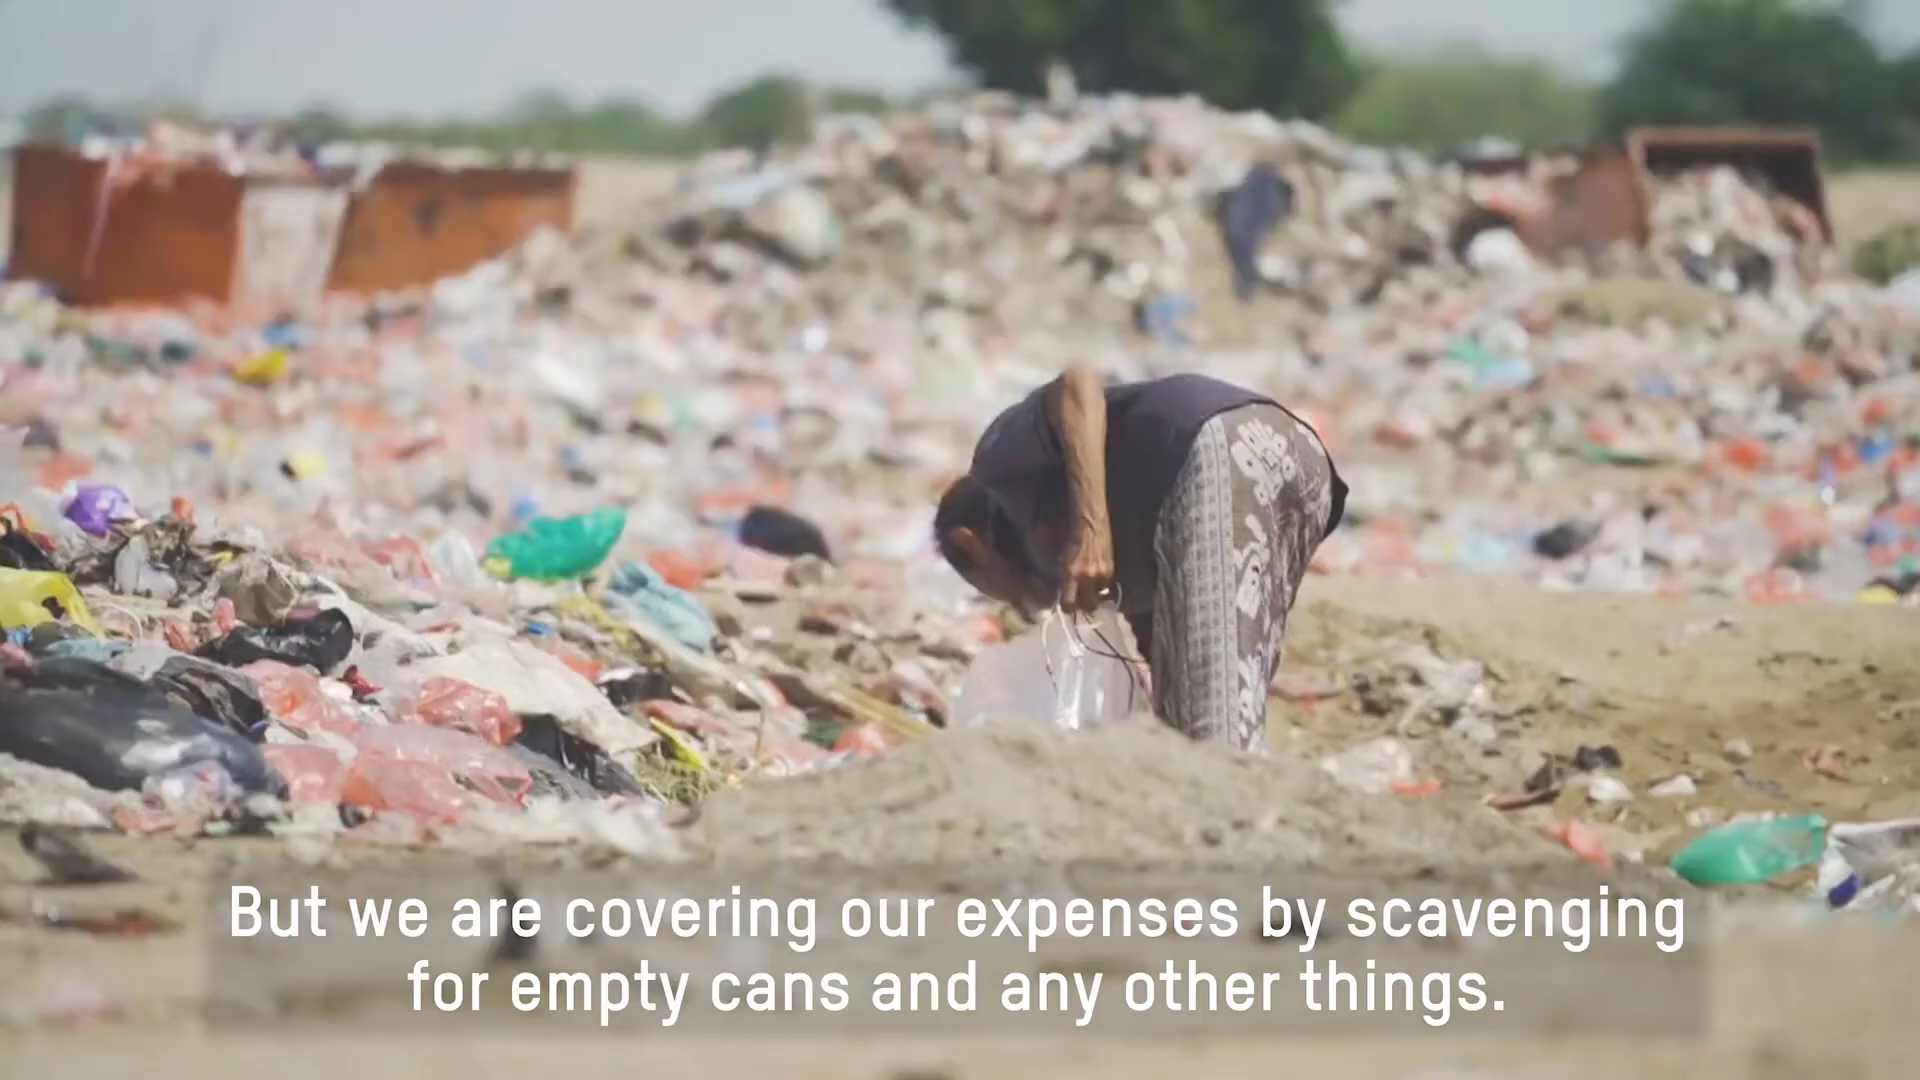 But we are covering our expenses by scavenging
for empty cans and any other things.